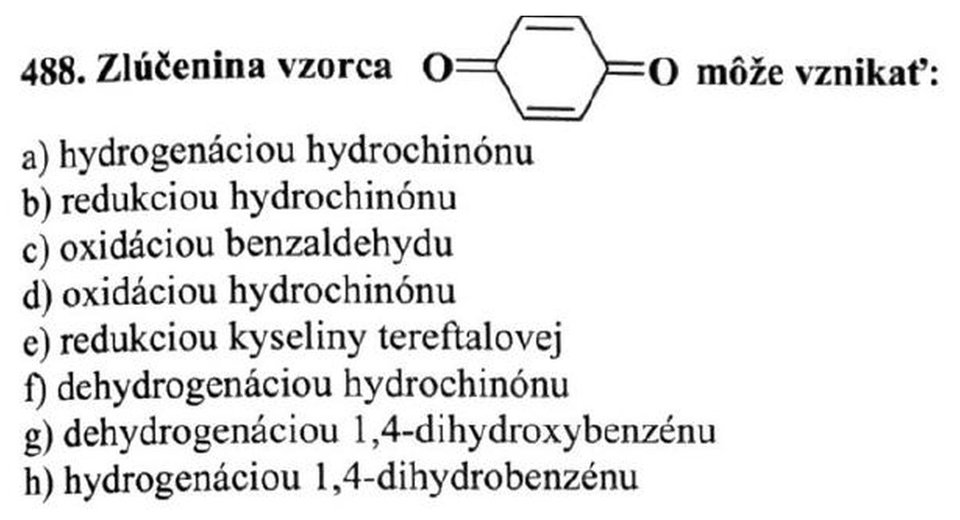 488. Zlúčenina vzorca O= =O môže vznikať:
a) hydrogenáciou hydrochinónu
b) redukciou hydrochinónu
c) oxidáciou benzaldehydu
d) oxidáciou hydrochinónu
e) redukciou kyseliny tereftalovej
f) dehydrogenáciou hydrochinónu
g) dehydrogenáciou 1,4-dihydroxybenzénu
h) hydrogenáciou 1,4-dihydrobenzénu